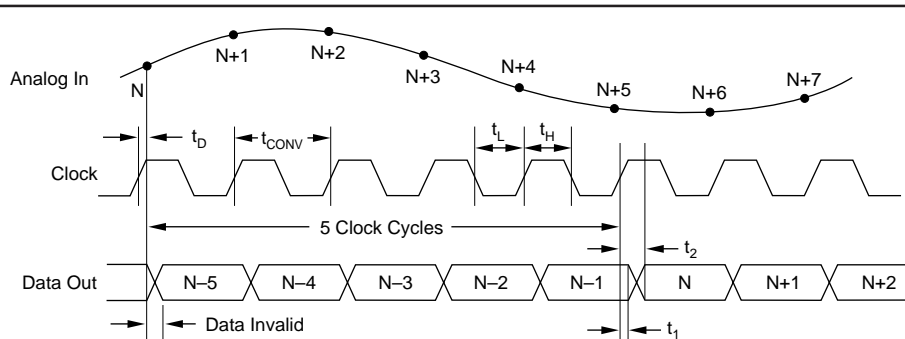 N+1 N+2 N+7
N+3 N+4 N+5 N+6
Analog In
N
t_D t_CONV t_L t_H
Clock
5 Clock Cycles
t_2
Data Out N–5 N–4 N–3 N–2 N–1 N N+1 N+2
Data Invalid t_1